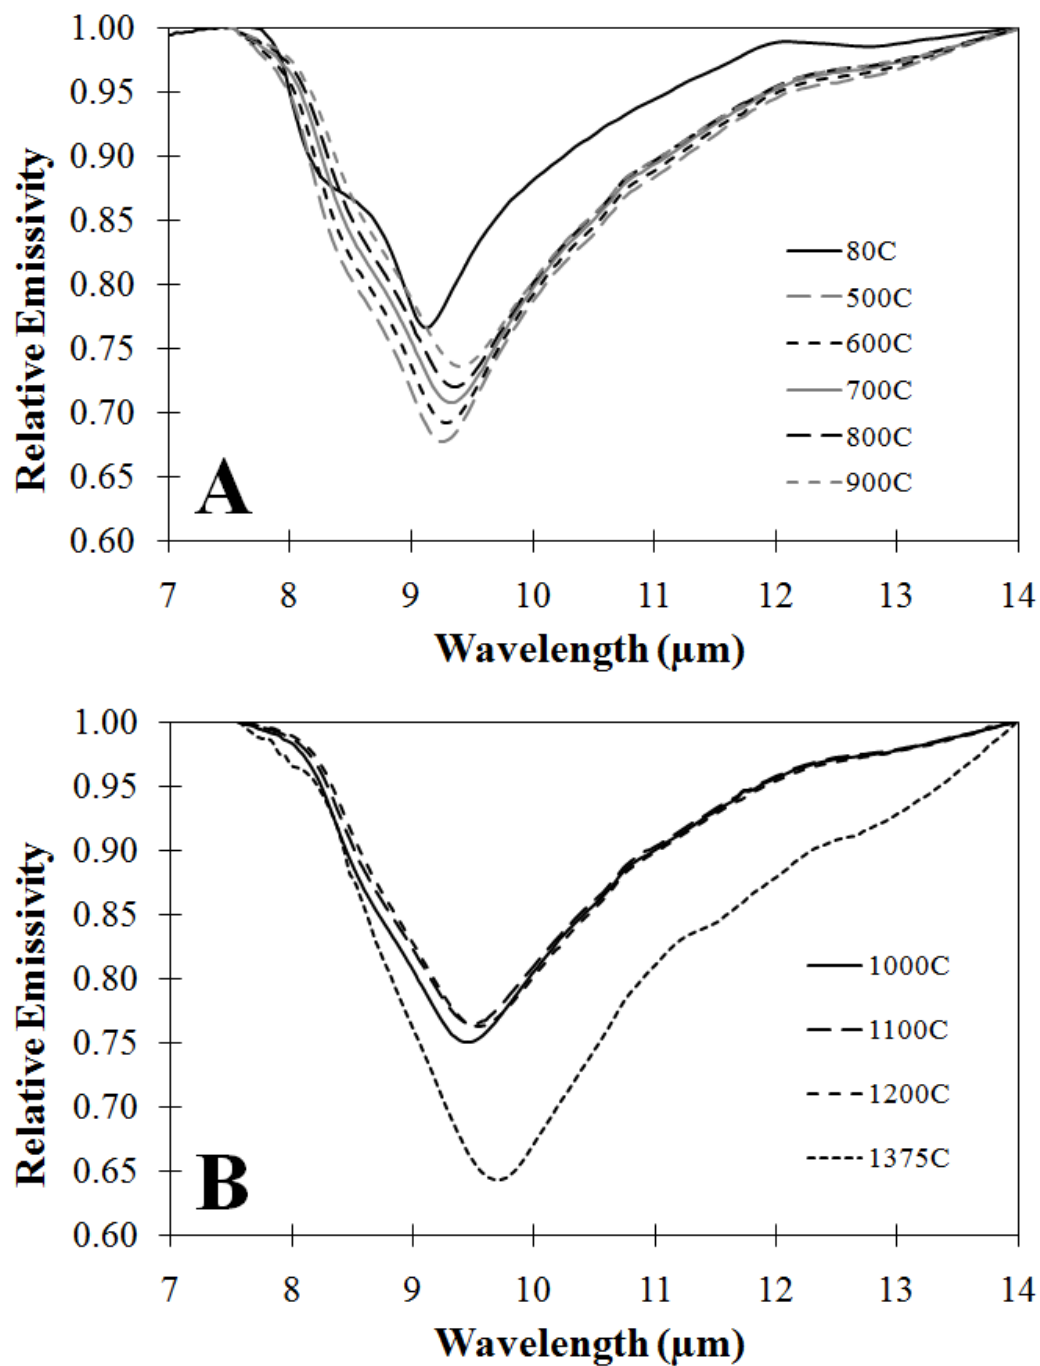 1.00
0.95
0.90
0.85
0.80
0.75
0.70
0.65
0.60
Relative Emissivity
80C
500C
600C
700C
800C
900C
A
7 8 9 10 11 12 13 14
Wavelength (µm)
1.00
0.95
0.90
0.85
0.80
0.75
0.70
0.65
0.60
Relative Emissivity
1000C
1100C
1200C
1375C
B
7 8 9 10 11 12 13 14
Wavelength (µm)